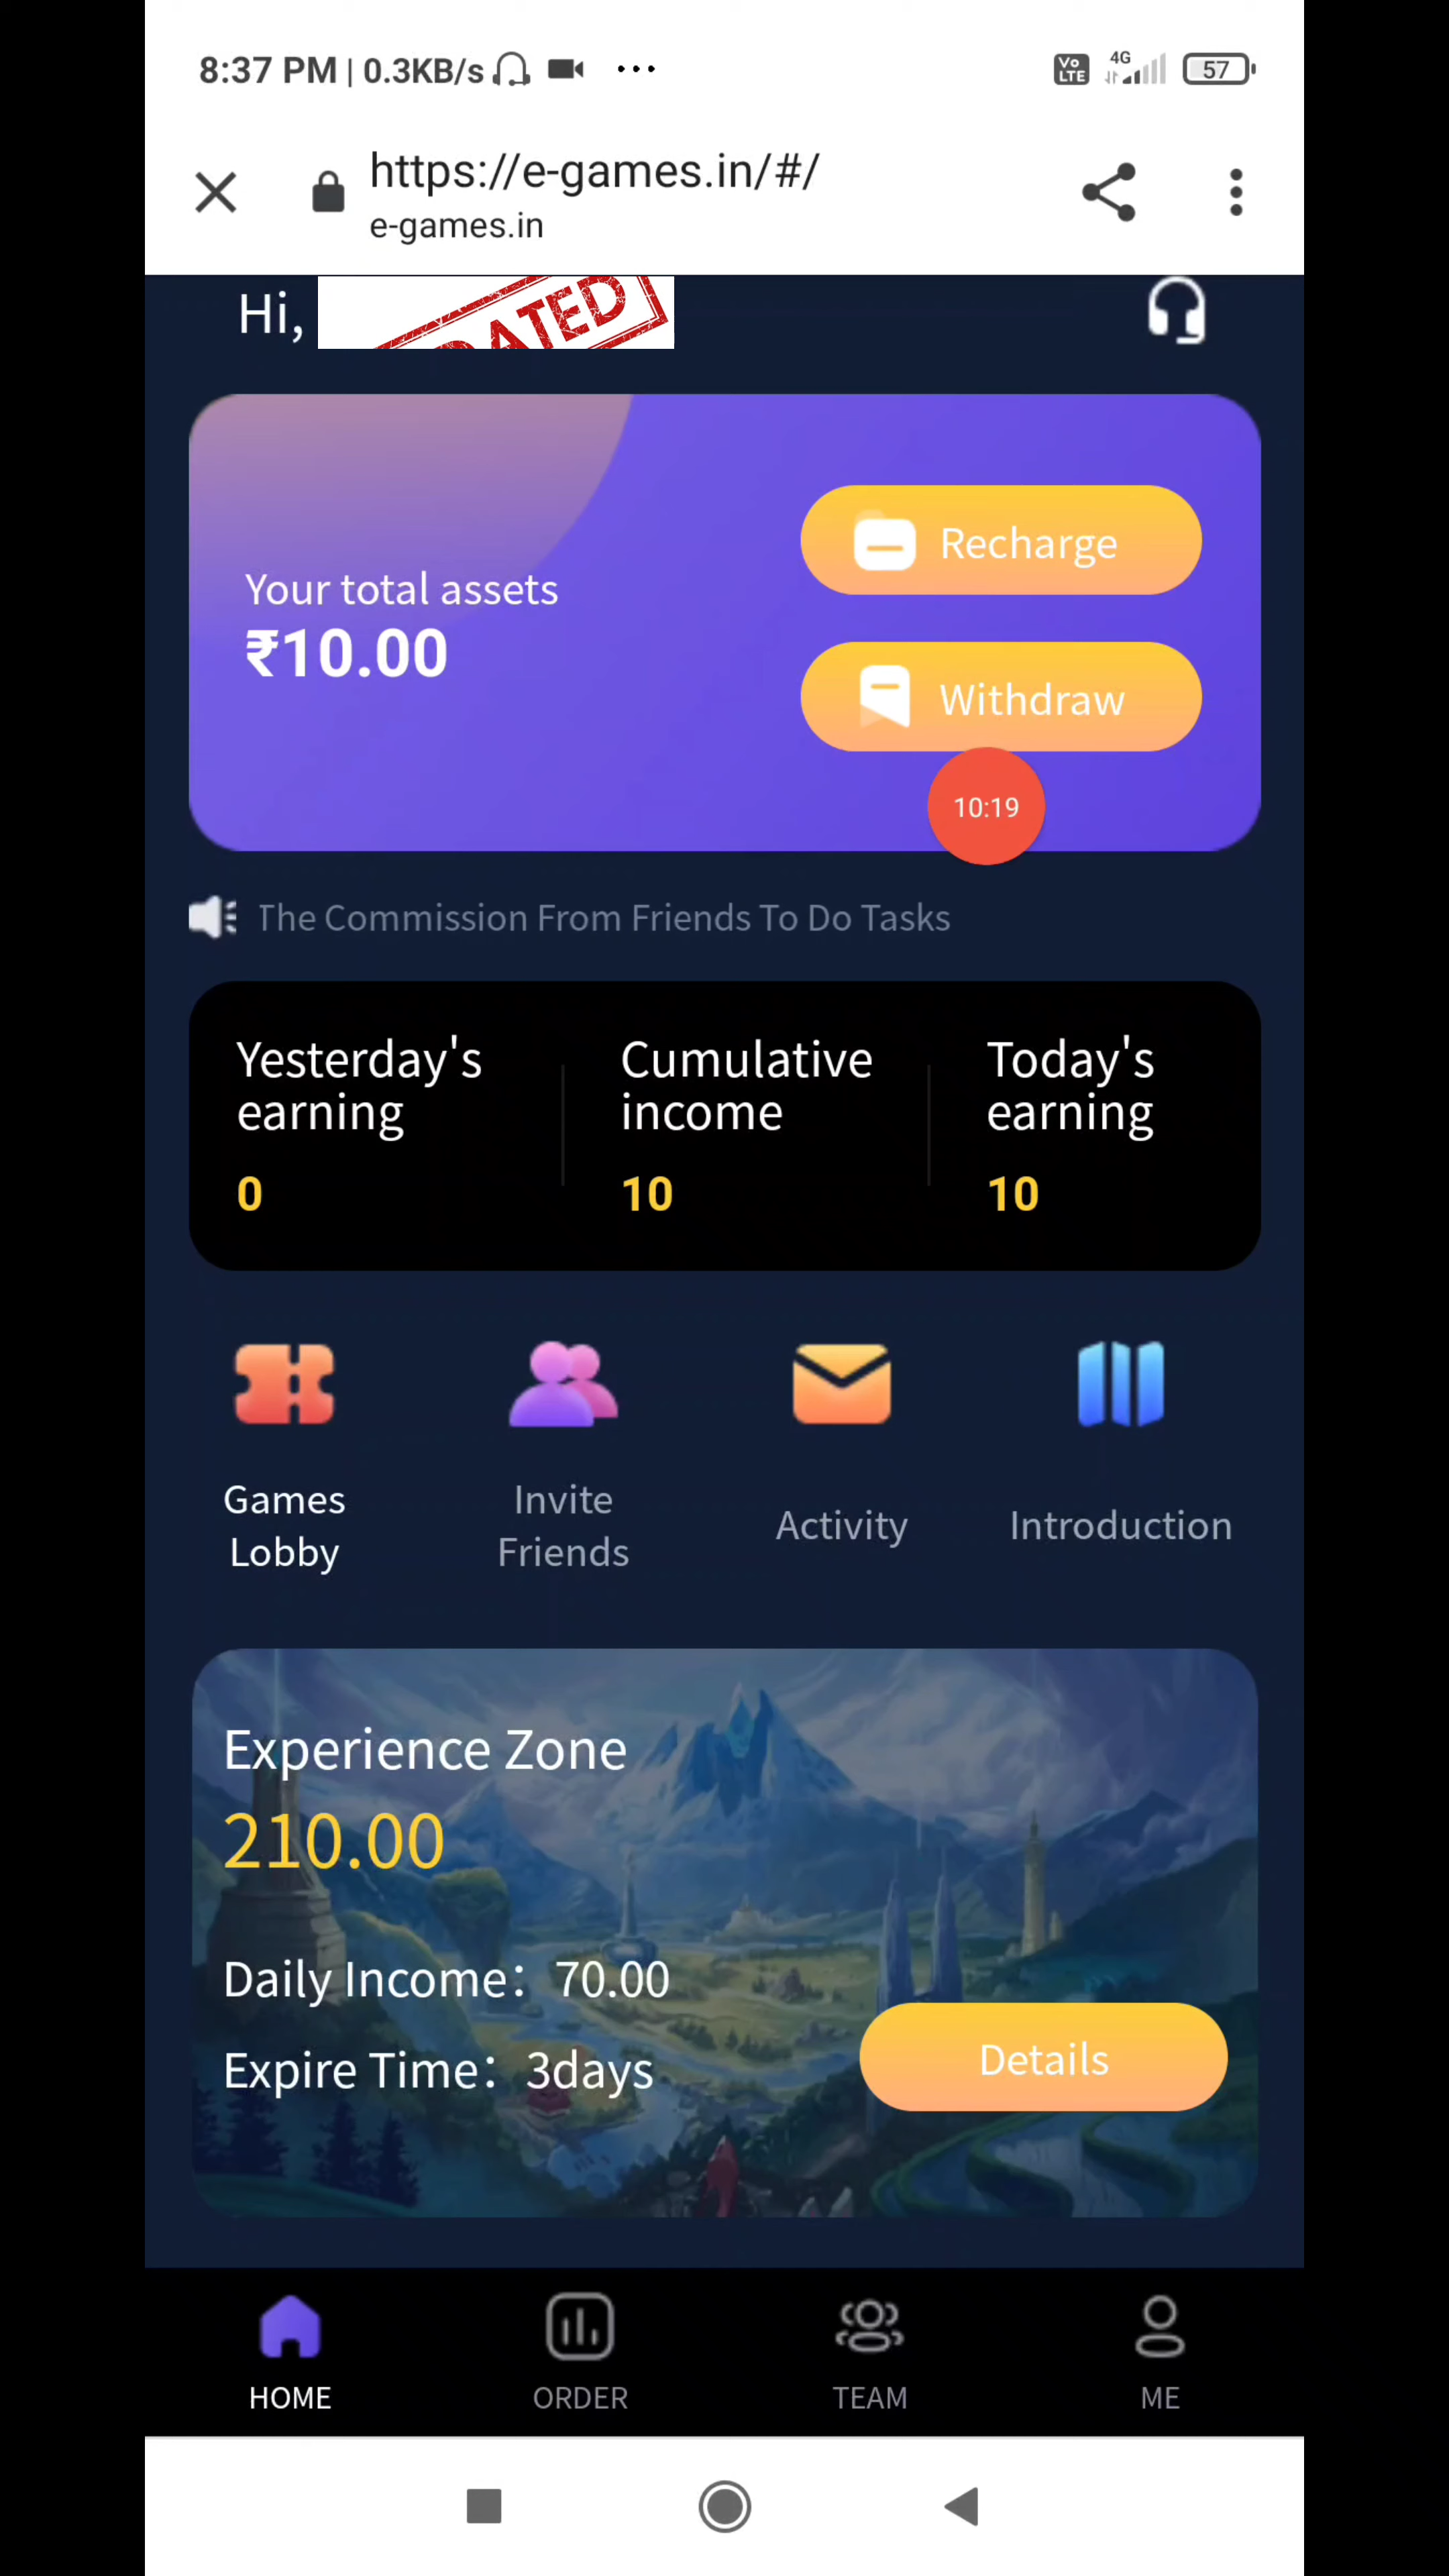 8:37 PM | 0.3KB/s ...
Vo
LTE
4G
57
https://e-games.in/#/
e-games.in
Hi,
Your total assets
₹10.00
Recharge
Withdraw
10:19
The Commission From Friends To Do Tasks
Yesterday's
earning
0
Cumulative
income
10
Today's
earning
10
Games
Lobby
Invite
Friends
Activity
Introduction
Experience Zone
210.00
Daily Income: 70.00
Expire Time: 3days
Details
HOME
ORDER
TEAM
ME